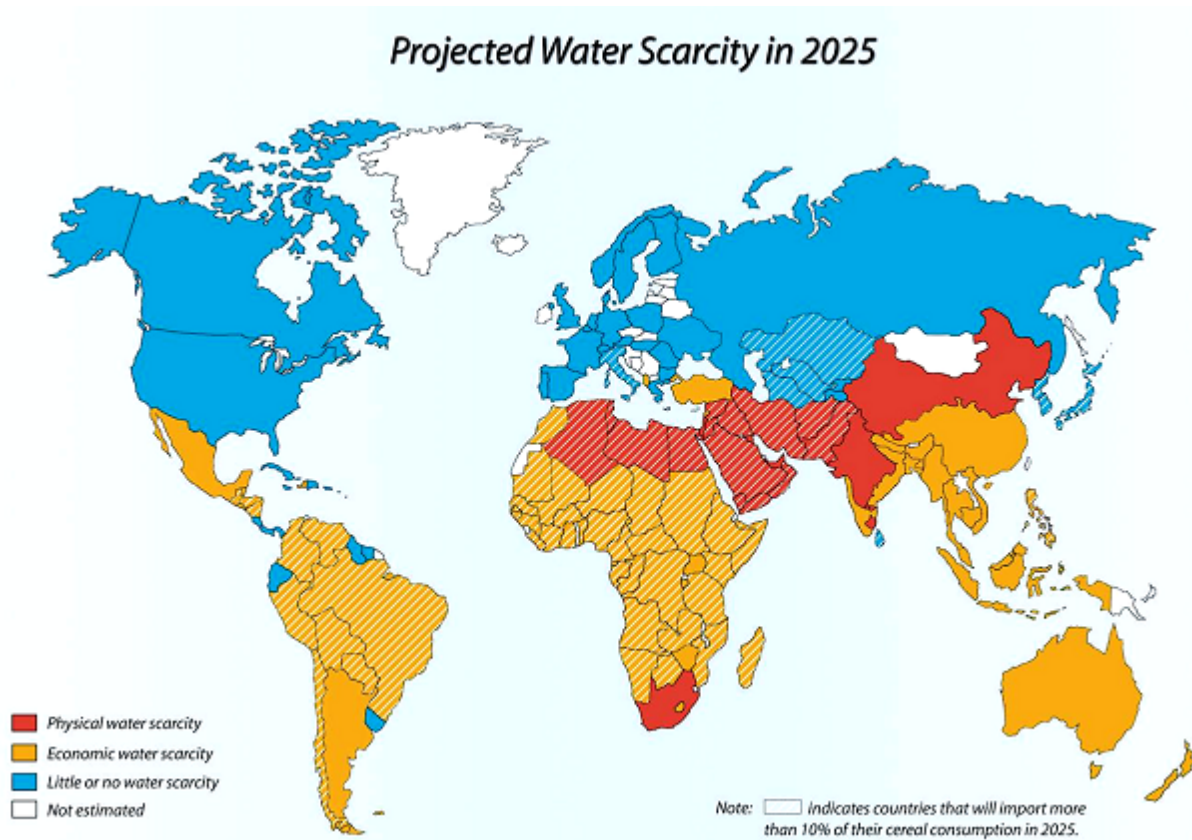 Projected Water Scarcity in 2025
Physical water scarcity
Economic water scarcity
Little or no water scarcity
Not estimated
Note: indicates countries that will import more
than 10% of their cereal consumption in 2025.